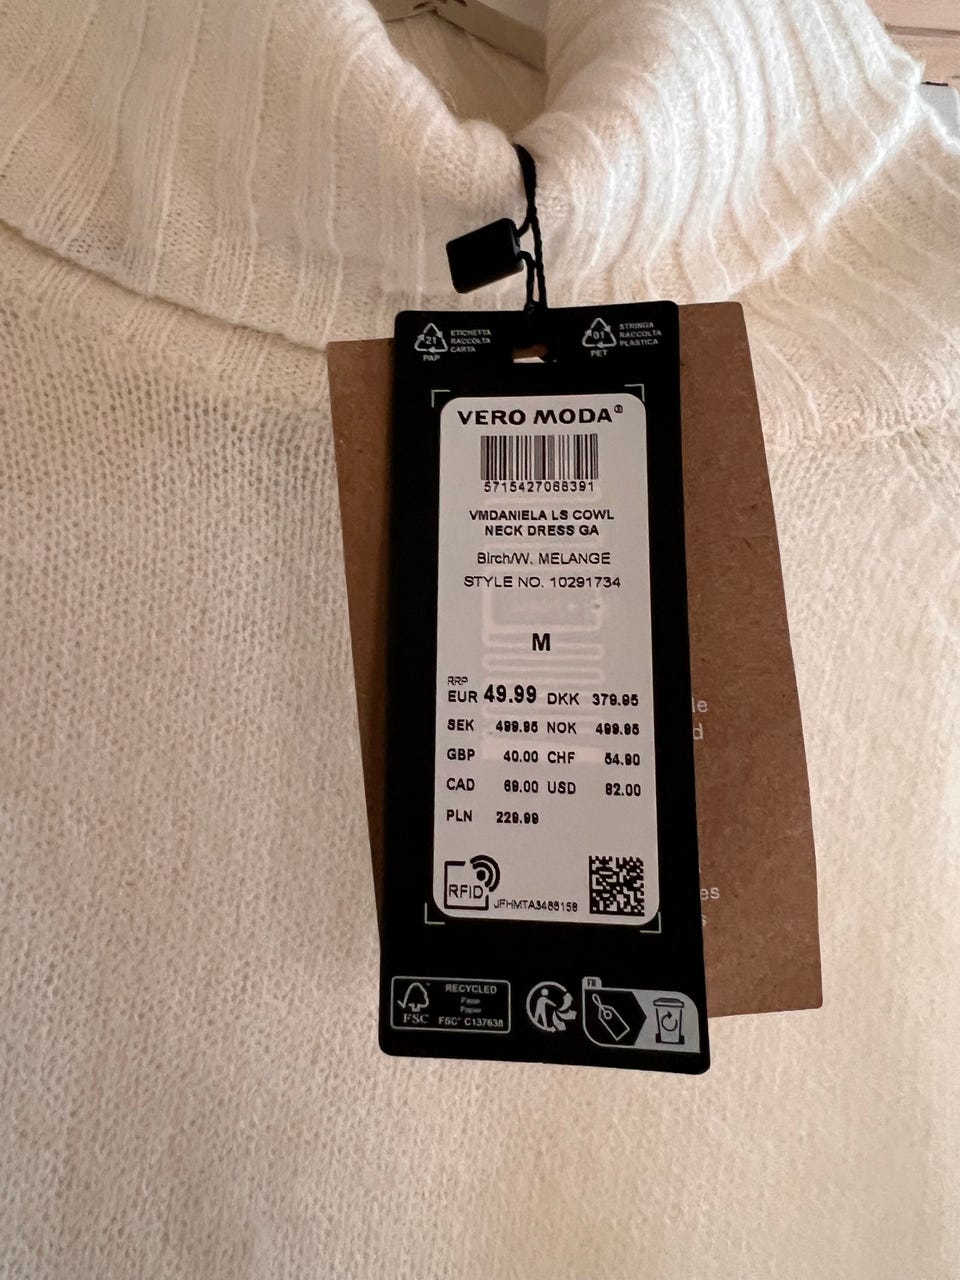 21
PAP
ETICHETTA
RACCOLTA
CARTA
01
PET
STRINGA
RACCOLTA
PLASTICA
VERO MODA®
5715427068391
VMDANIELA LS COWL
NECK DRESS GA
Birch/W. MELANGE
STYLE NO. 10291734
M
RRP
EUR 49.99 DKK 379.95
SEK 499.95 NOK 499.95
GBP 40.00 CHF 54.90
CAD 69.00 USD 82.00
PLN 229.99
le
d
es
RFID
FR
RECYCLED
Paper
Papier
FSC
FSC® C137638